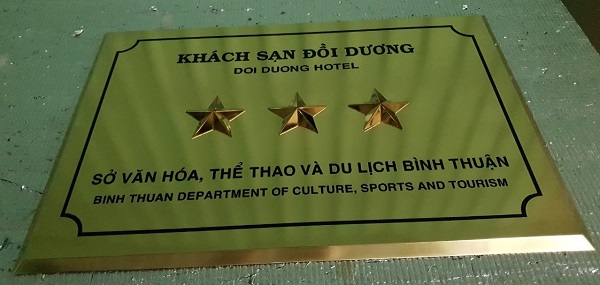 KHÁCH SẠN ĐỒI DƯƠNG
DOI DUONG HOTEL
SỞ VĂN HÓA, THỂ THAO VÀ DU LỊCH BÌNH THUẬN
BINH THUAN DEPARTMENT OF CULTURE, SPORTS AND TOURISM